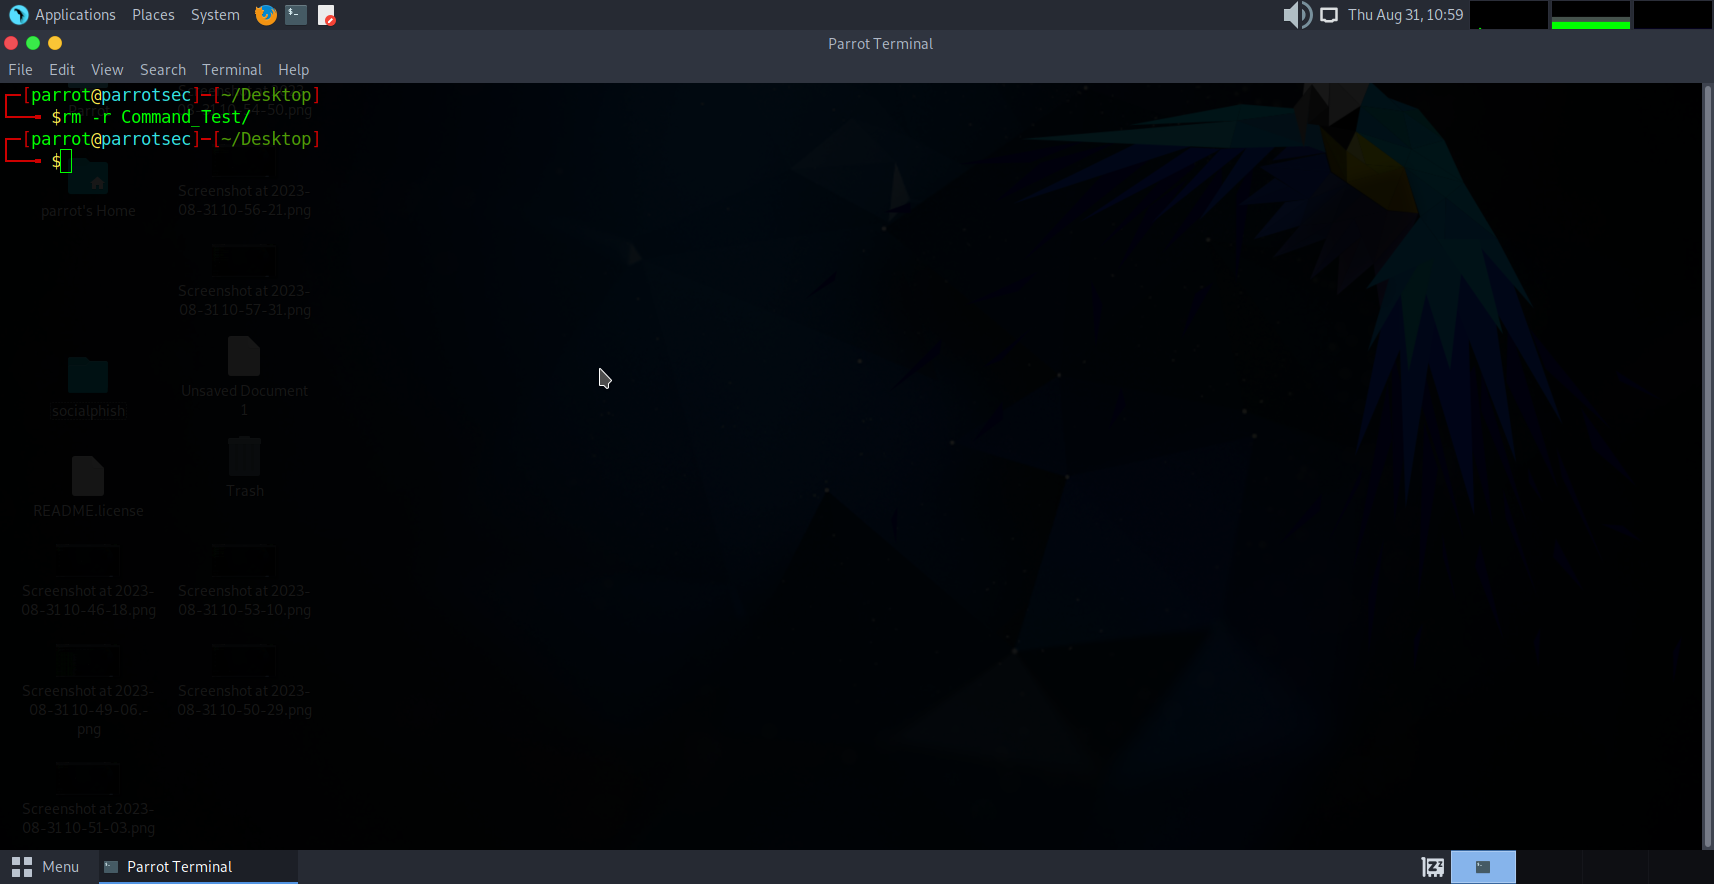 Applications Places System Thu Aug 31, 10:59
Parrot Terminal
File Edit View Search Terminal Help
┌─[parrot@parrotsec]─[~/Desktop]
└──╼ $rm -r Command_Test/
┌─[parrot@parrotsec]─[~/Desktop]
└──╼ $
parrot's Home
Screenshot at 2023-
08-31 10-56-21.png
Screenshot at 2023-
08-31 10-57-31.png
socialphish
Unsaved Document
1
README.license
Trash
Screenshot at 2023-
08-31 10-46-18.png
Screenshot at 2023-
08-31 10-53-10.png
Screenshot at 2023-
08-31 10-49-06.-
png
Screenshot at 2023-
08-31 10-50-29.png
Screenshot at 2023-
08-31 10-51-03.png
Menu Parrot Terminal